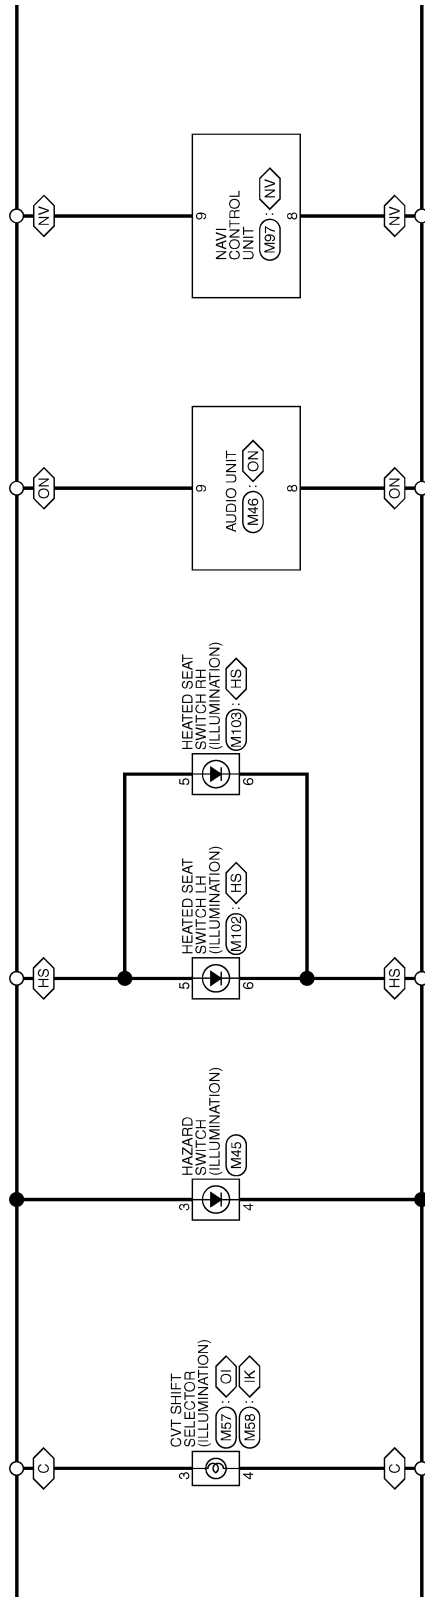 C
3
CVT SHIFT
SELECTOR
(ILLUMINATION)
M57 : OI
M58 : IK
4
C
3
HAZARD
SWITCH
(ILLUMINATION)
M45
4
HS
5
HEATED SEAT
SWITCH LH
(ILLUMINATION)
M102 : HS
6
HS
5
HEATED SEAT
SWITCH RH
(ILLUMINATION)
M103 : HS
6
ON
9
AUDIO UNIT
M46 : ON
8
ON
NV
9
NAVI
CONTROL
UNIT
M97 : NV
8
NV